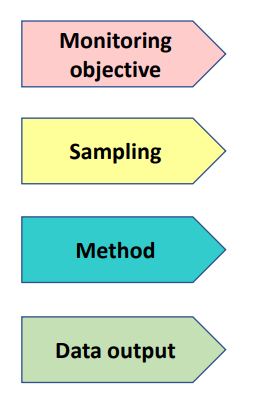 Monitoring
objective
Sampling
Method
Data output